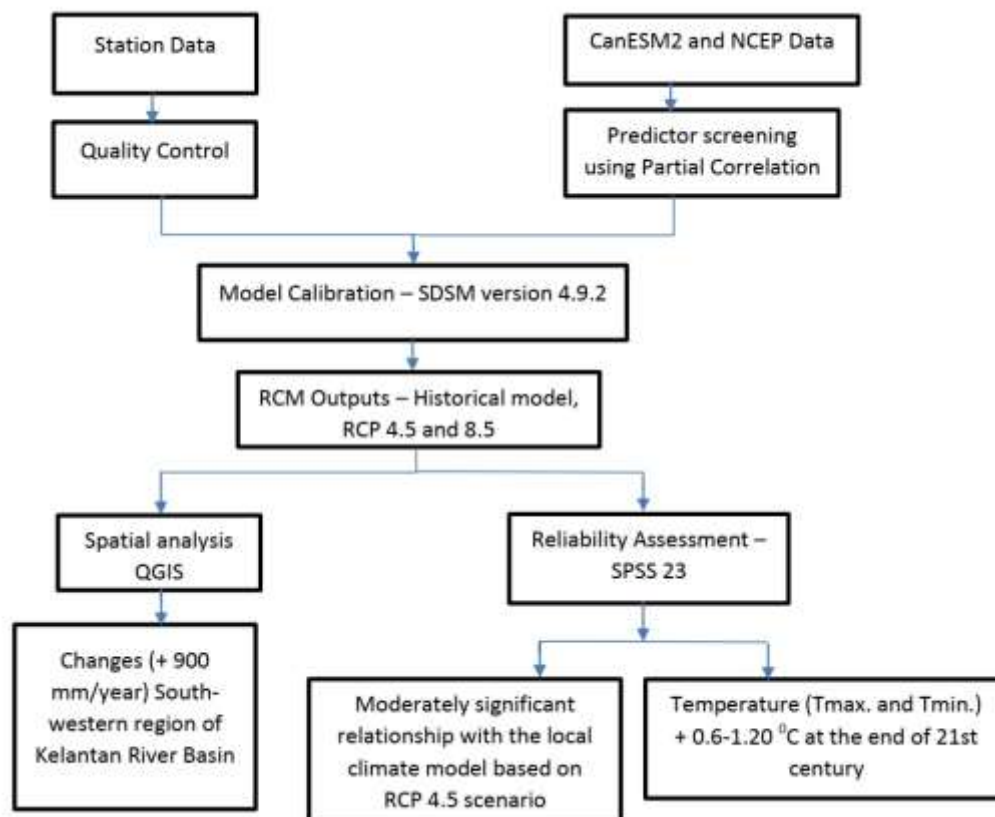 Station Data
CanESM2 and NCEP Data
Quality Control
Predictor screening
using Partial Correlation
Model Calibration – SDSM version 4.9.2
RCM Outputs – Historical model,
RCP 4.5 and 8.5
Spatial analysis
QGIS
Reliability Assessment –
SPSS 23
Changes (+ 900
mm/year) South-
western region of
Kelantan River Basin
Moderately significant
relationship with the local
climate model based on
RCP 4.5 scenario
Temperature (Tmax. and Tmin.)
+ 0.6-1.20 ⁰C at the end of 21st
century